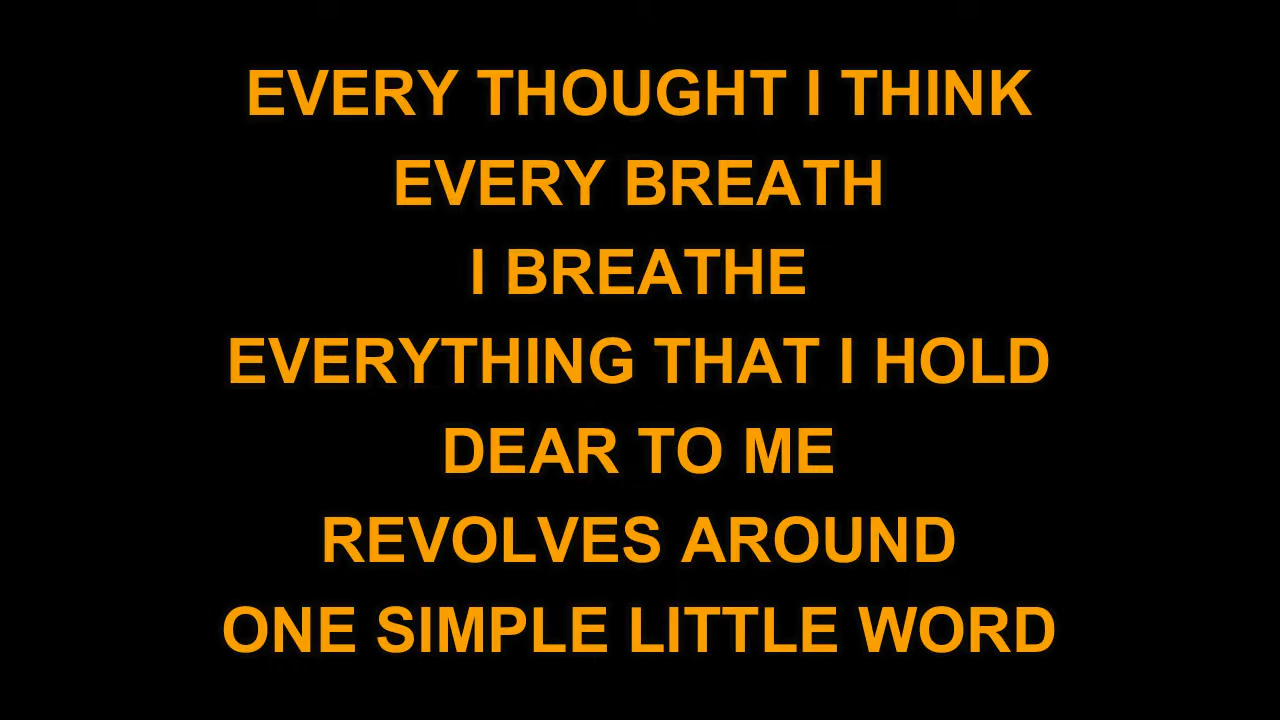 EVERY THOUGHT I THINK
EVERY BREATH
I BREATHE
EVERYTHING THAT I HOLD
DEAR TO ME
REVOLVES AROUND
ONE SIMPLE LITTLE WORD